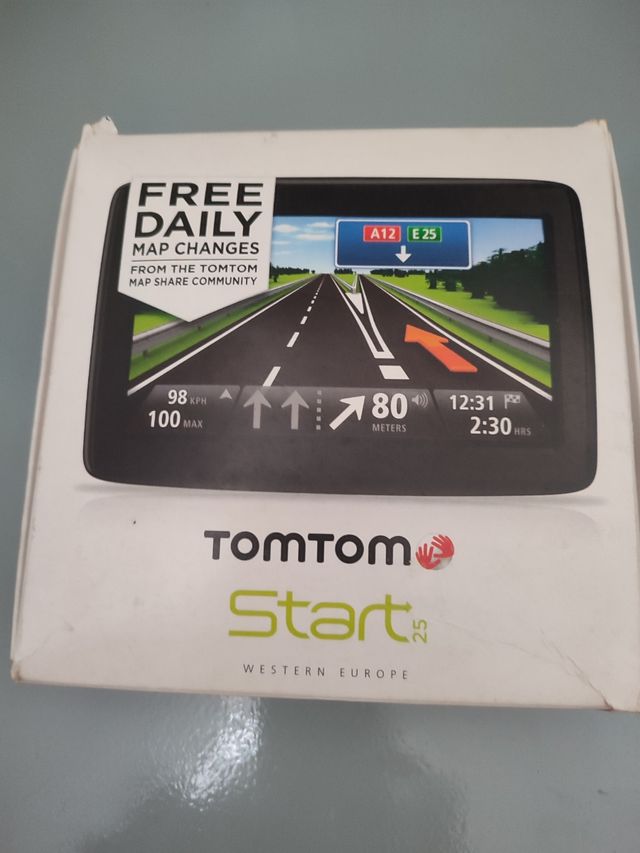 FREE
DAILY
MAP CHANGES
FROM THE TOMTOM
MAP SHARE COMMUNITY
A12 E 25
98 KPH
100 MAX
80
METERS
12:31
2:30 HRS
TOMTOM
Start 25
WESTERN EUROPE